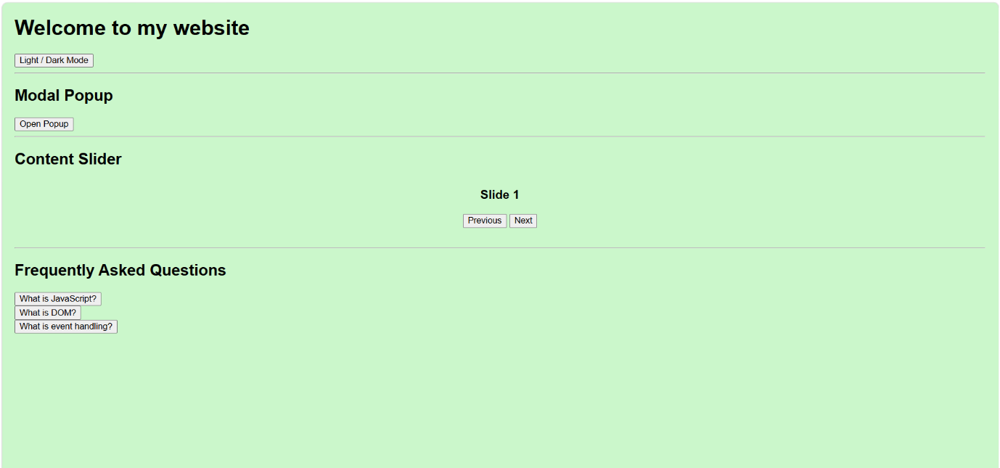 Welcome to my website
Light / Dark Mode
Modal Popup
Open Popup
Content Slider
Slide 1
Previous Next
Frequently Asked Questions
What is JavaScript?
What is DOM?
What is event handling?